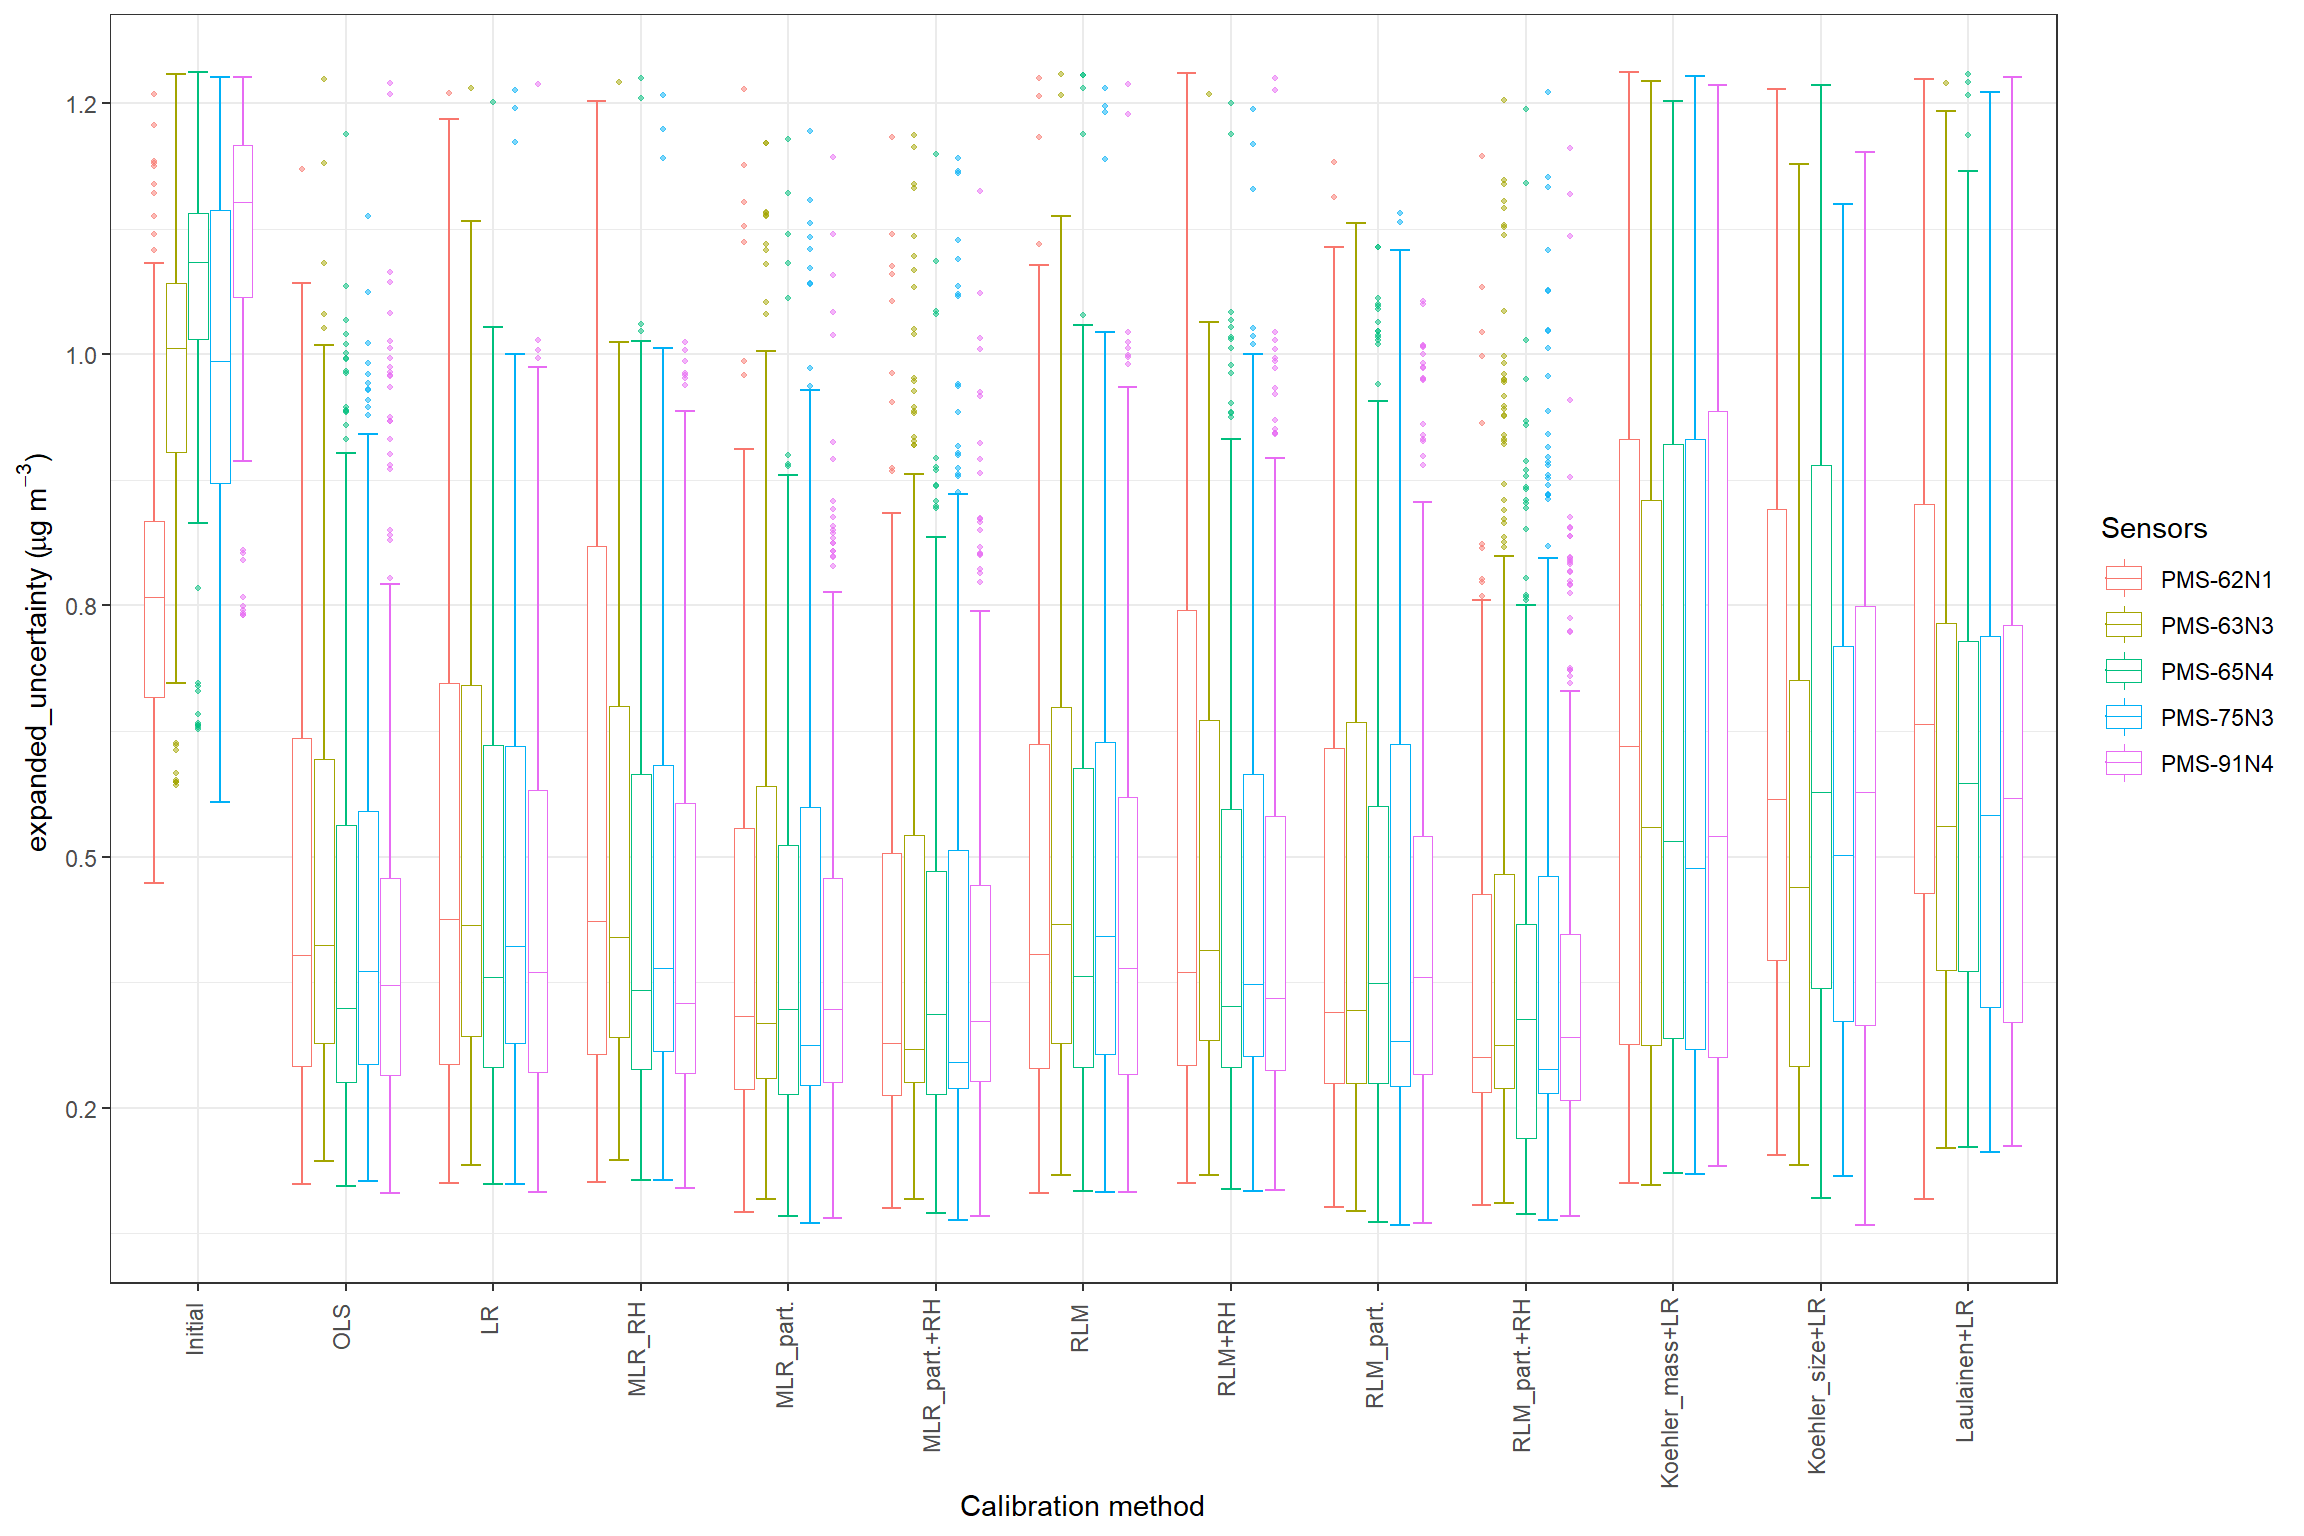 expanded_uncertainty (μg m⁻³)
1.2
1.0
0.8
0.5
0.2
Initial
OLS
LR
MLR_RH
MLR_part.
MLR_part.+RH
RLM
RLM+RH
RLM_part.
RLM_part.+RH
Koehler_mass+LR
Koehler_size+LR
Laulainen+LR
Calibration method
Sensors
PMS-62N1
PMS-63N3
PMS-65N4
PMS-75N3
PMS-91N4